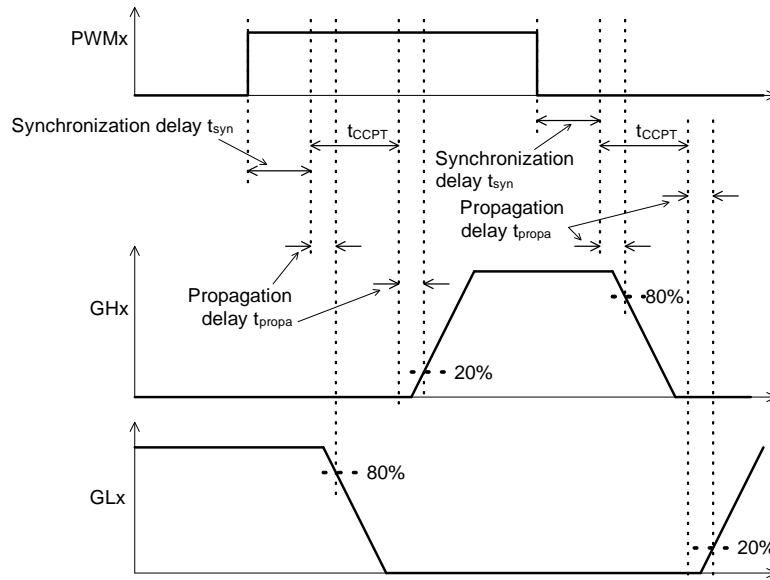 PWMx
Synchronization delay tsyn
tCCPT
tCCPT
Synchronization
delay tsyn
Propagation
delay tpropa
Propagation
delay tpropa
GHx
80%
20%
GLx
80%
20%